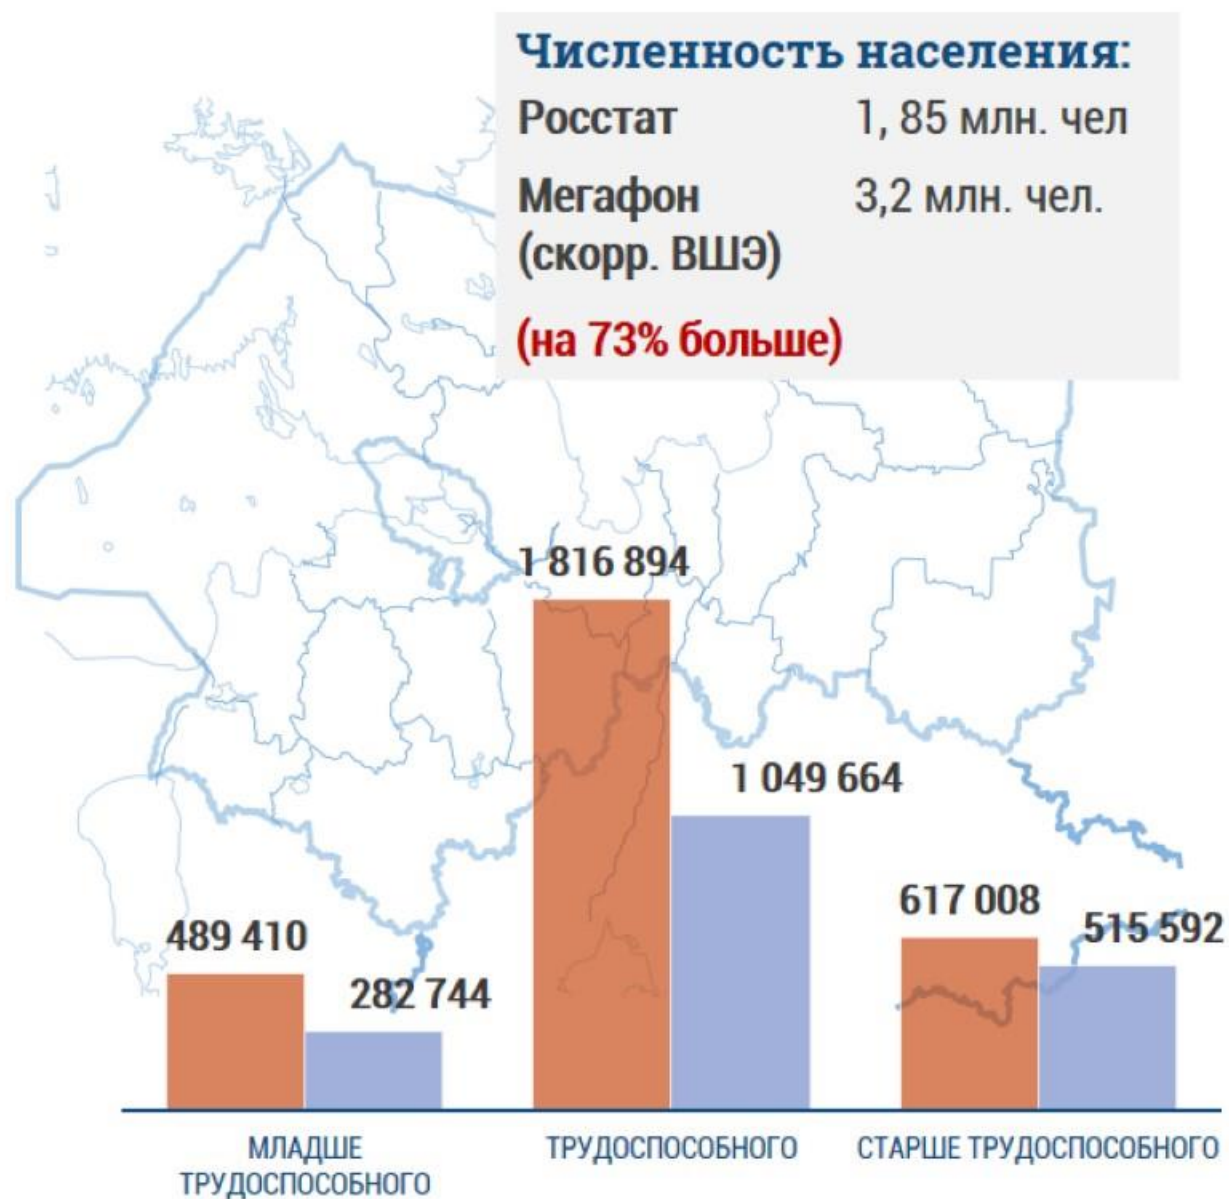 Численность населения:
Росстат 1, 85 млн. чел
Мегафон 3,2 млн. чел.
(скорр. ВШЭ)
(на 73% больше)
1 816 894
1 049 664
617 008
515 592
489 410
282 744
МЛАДШЕ
ТРУДОСПОСОБНОГО
ТРУДОСПОСОБНОГО
СТАРШЕ ТРУДОСПОСОБНОГО